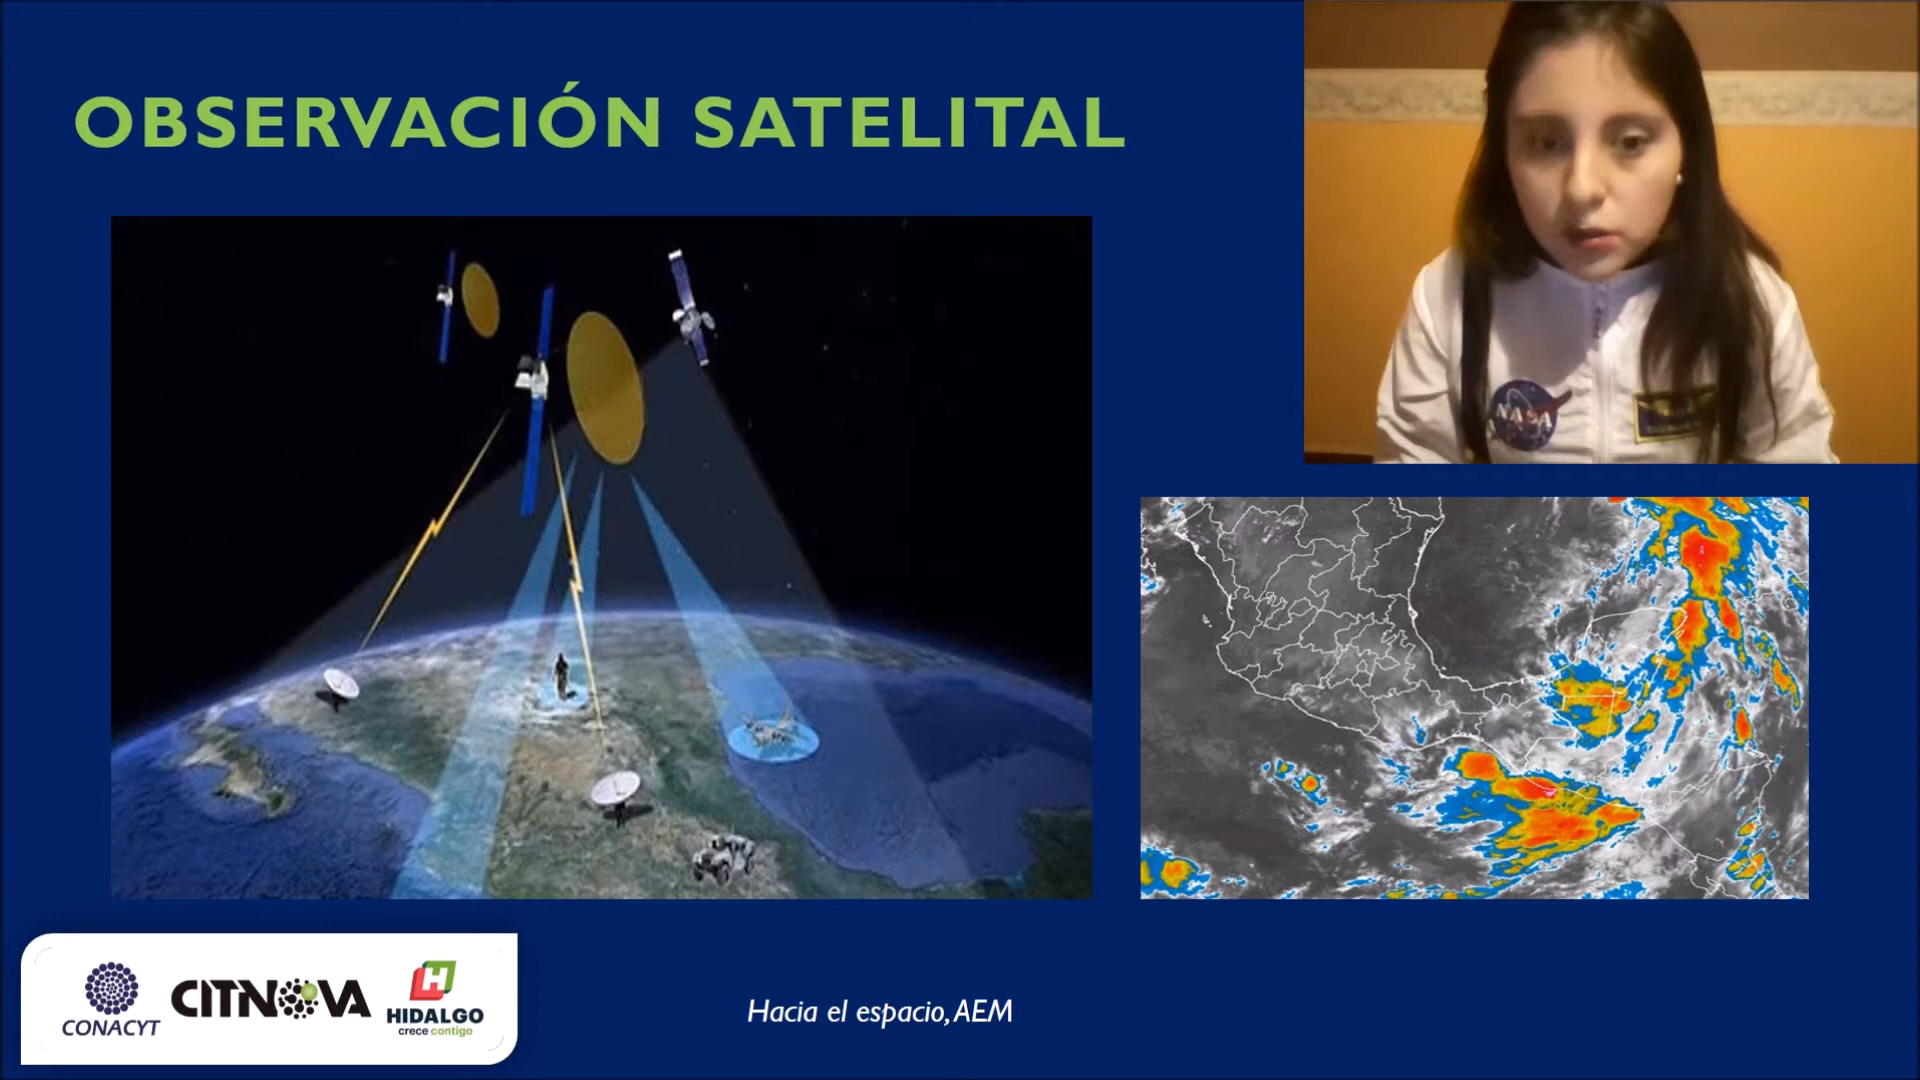 OBSERVACIÓN SATELITAL
NASA
CONACYT
CITNOVA
H
HIDALGO
crece contigo
Hacia el espacio, AEM